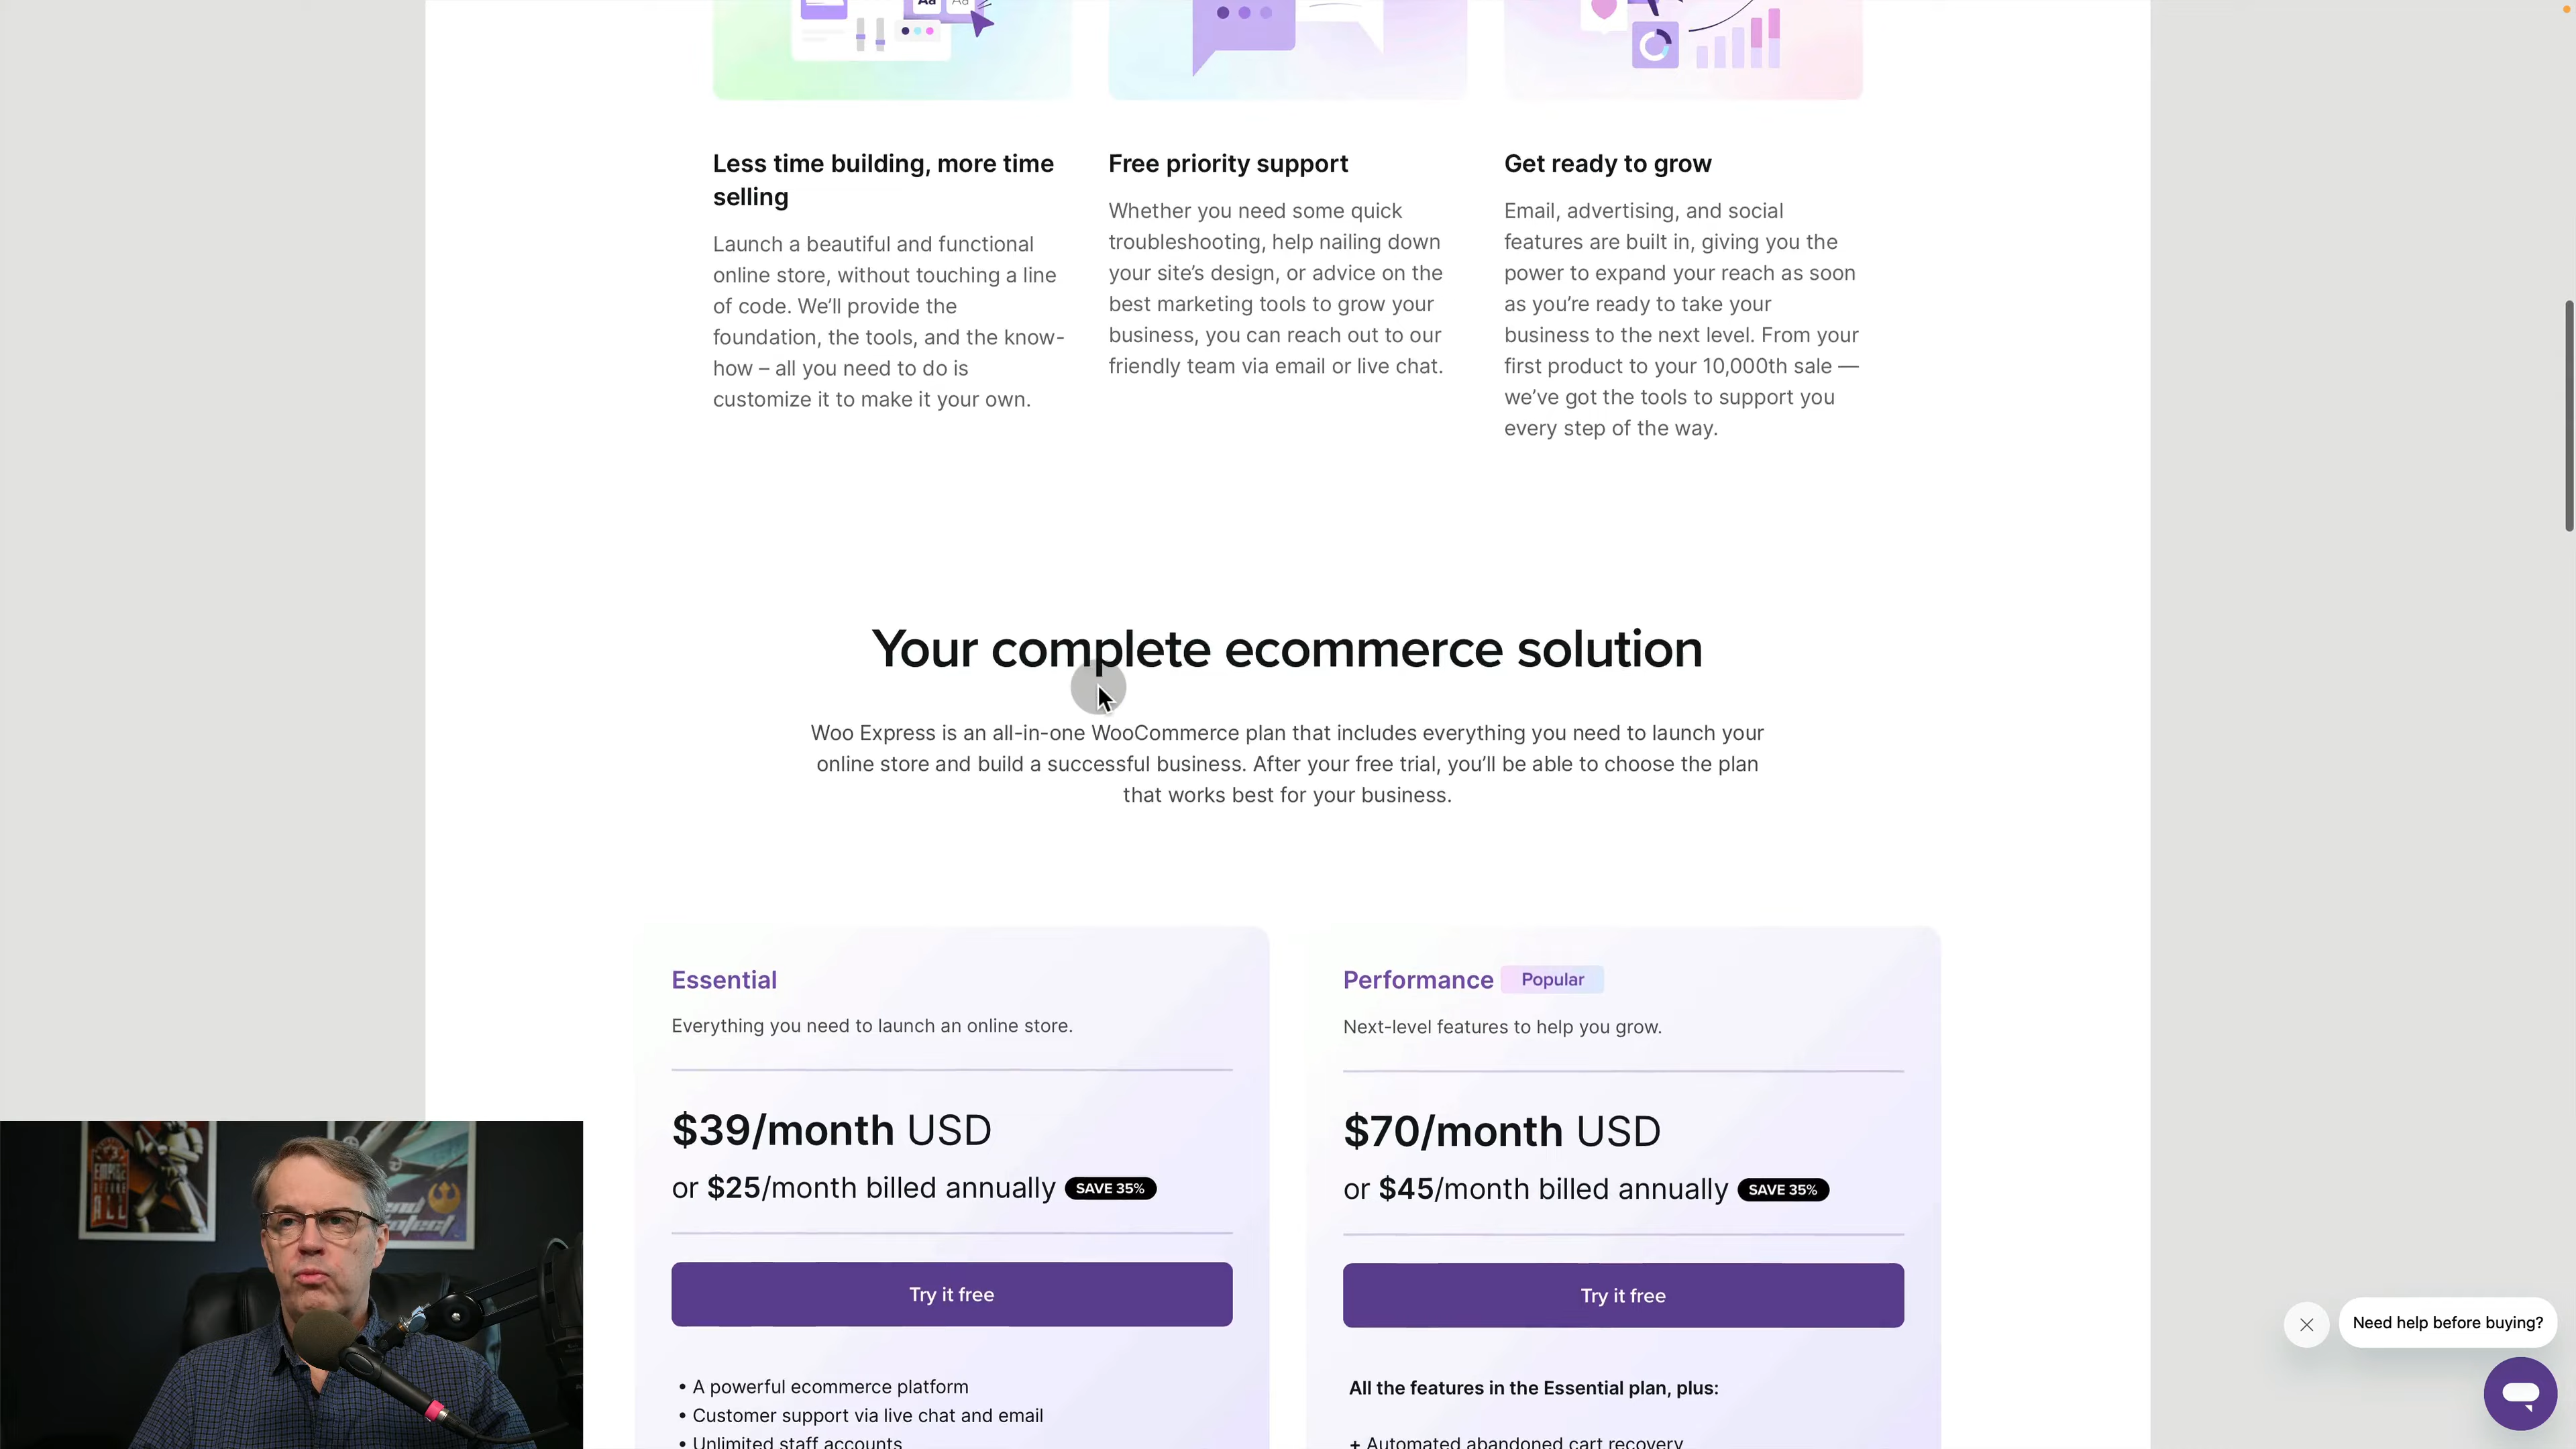 Aa Aa
Less time building, more time
selling
Launch a beautiful and functional
online store, without touching a line
of code. We’ll provide the
foundation, the tools, and the know-
how – all you need to do is
customize it to make it your own.
Free priority support
Whether you need some quick
troubleshooting, help nailing down
your site’s design, or advice on the
best marketing tools to grow your
business, you can reach out to our
friendly team via email or live chat.
Get ready to grow
Email, advertising, and social
features are built in, giving you the
power to expand your reach as soon
as you’re ready to take your
business to the next level. From your
first product to your 10,000th sale —
we’ve got the tools to support you
every step of the way.
Your complete ecommerce solution
Woo Express is an all-in-one WooCommerce plan that includes everything you need to launch your
online store and build a successful business. After your free trial, you’ll be able to choose the plan
that works best for your business.
Essential
Everything you need to launch an online store.
$39/month USD
or $25/month billed annually SAVE 35%
Try it free
• A powerful ecommerce platform
• Customer support via live chat and email
• Unlimited staff accounts
Performance Popular
Next-level features to help you grow.
$70/month USD
or $45/month billed annually SAVE 35%
Try it free
All the features in the Essential plan, plus:
+ Automated abandoned cart recovery
EMPIRE
ALL
Need help before buying?